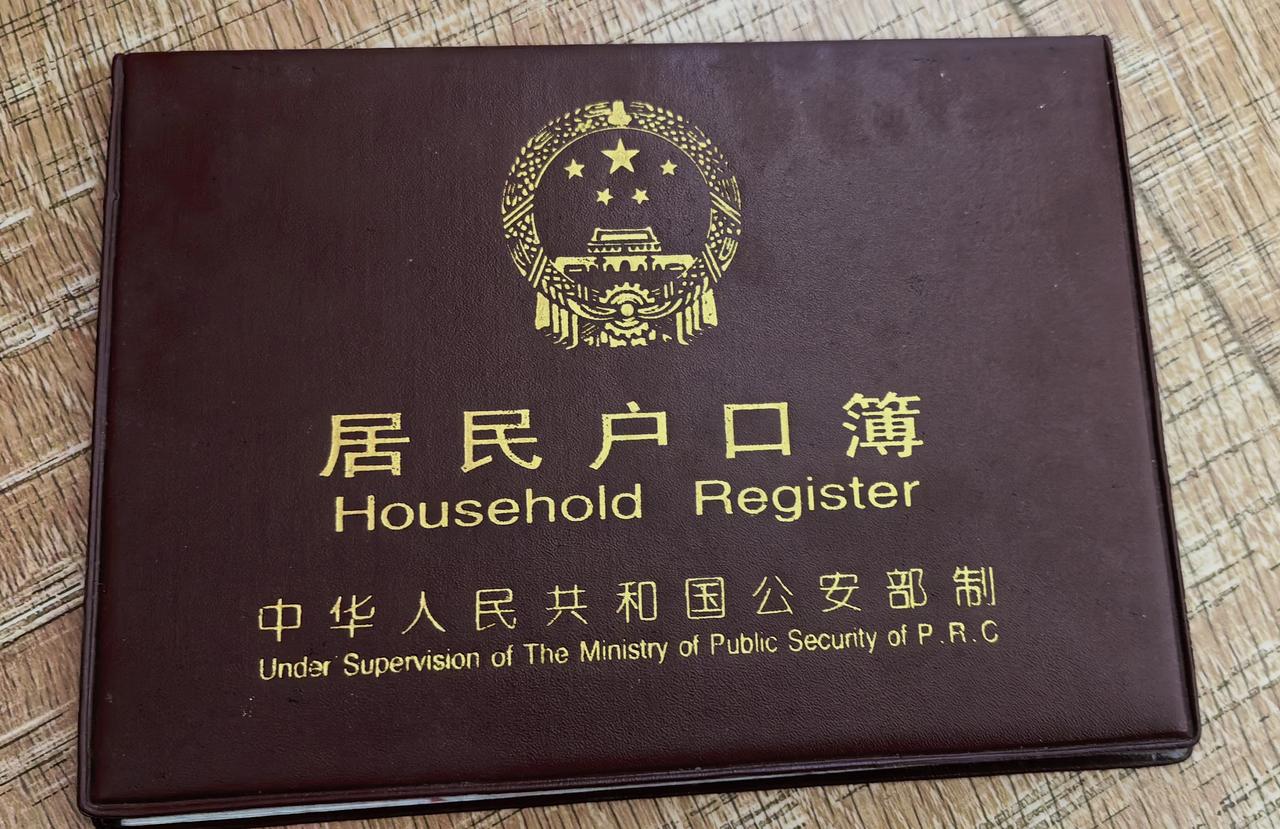 居民户口簿
Household Register
中华人民共和国公安部制
Under Supervision of The Ministry of Public Security of P.R.C